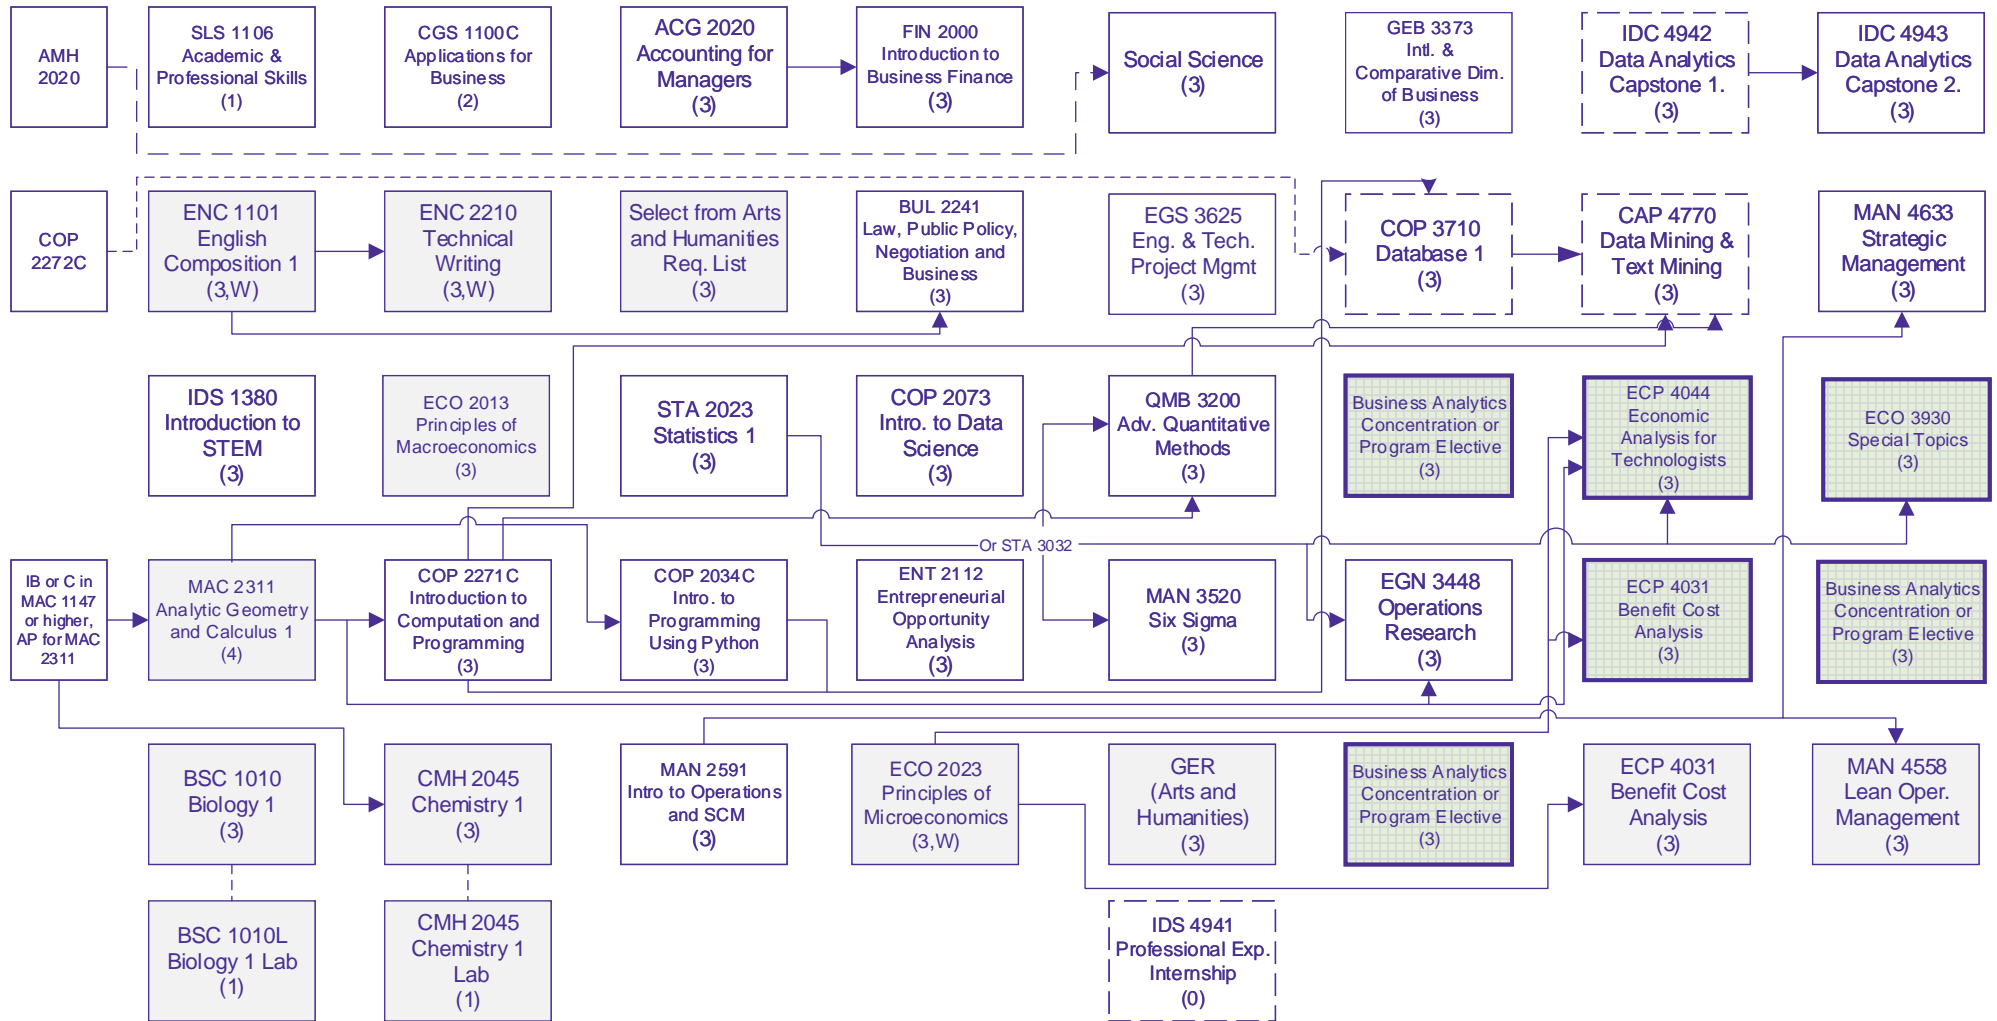 AMH
2020
SLS 1106
Academic &
Professional Skills
(1)
CGS 1100C
Applications for
Business
(2)
ACG 2020
Accounting for
Managers
(3)
FIN 2000
Introduction to
Business Finance
(3)
Social Science
(3)
GEB 3373
Intl. &
Comparative Dim.
of Business
(3)
IDC 4942
Data Analytics
Capstone 1.
(3)
IDC 4943
Data Analytics
Capstone 2.
(3)
COP
2272C
ENC 1101
English
Composition 1
(3,W)
ENC 2210
Technical
Writing
(3,W)
Select from Arts
and Humanities
Req. List
(3)
BUL 2241
Law, Public Policy,
Negotiation and
Business
(3)
EGS 3625
Eng. & Tech.
Project Mgmt
(3)
COP 3710
Database 1
(3)
CAP 4770
Data Mining &
Text Mining
(3)
MAN 4633
Strategic
Management
(3)
IDS 1380
Introduction to
STEM
(3)
ECO 2013
Principles of
Macroeconomics
(3)
STA 2023
Statistics 1
(3)
COP 2073
Intro. to Data
Science
(3)
QMB 3200
Adv. Quantitative
Methods
(3)
Business Analytics
Concentration or
Program Elective
(3)
ECP 4044
Economic
Analysis for
Technologists
(3)
ECO 3930
Special Topics
(3)
Or STA 3032
IB or C in
MAC 1147
or higher,
AP for MAC
2311
MAC 2311
Analytic Geometry
and Calculus 1
(4)
COP 2271C
Introduction to
Computation and
Programming
(3)
COP 2034C
Intro. to
Programming
Using Python
(3)
ENT 2112
Entrepreneurial
Opportunity
Analysis
(3)
MAN 3520
Six Sigma
(3)
EGN 3448
Operations
Research
(3)
ECP 4031
Benefit Cost
Analysis
(3)
Business Analytics
Concentration or
Program Elective
(3)
BSC 1010
Biology 1
(3)
CMH 2045
Chemistry 1
(3)
MAN 2591
Intro to Operations
and SCM
(3)
ECO 2023
Principles of
Microeconomics
(3,W)
GER
(Arts and
Humanities)
(3)
Business Analytics
Concentration or
Program Elective
(3)
ECP 4031
Benefit Cost
Analysis
(3)
MAN 4558
Lean Oper.
Management
(3)
BSC 1010L
Biology 1 Lab
(1)
CMH 2045
Chemistry 1
Lab
(1)
IDS 4941
Professional Exp.
Internship
(0)